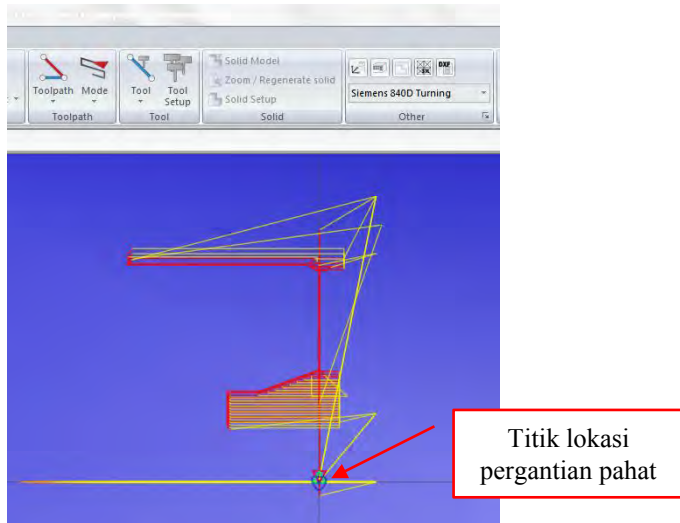 Solid Model
Zoom / Regenerate solid
Solid Setup
Toolpath Mode
Tool Tool
Setup
DXF
Siemens 840D Turning
Toolpath
Tool
Solid
Other
Titik lokasi
pergantian pahat